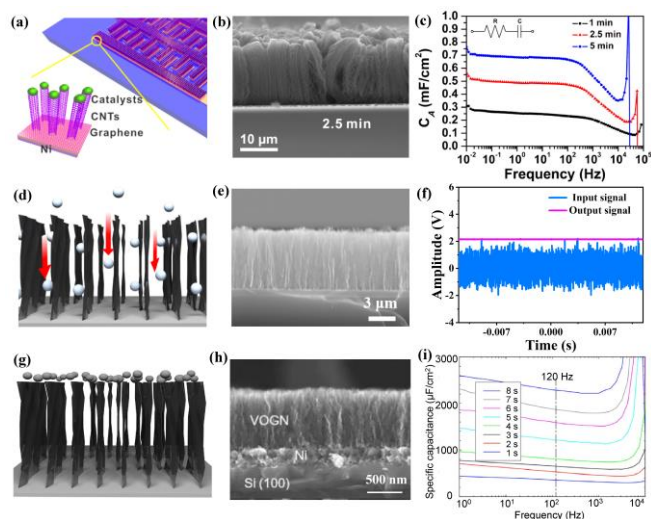 (a)
Catalysts
CNTs
Graphene
Ni
(b)
2.5 min
10 μm
(c)
R
C
1 min
2.5 min
5 min
1.0
0.9
0.8
0.7
0.6
0.5
0.4
0.3
0.2
0.1
0.0
C_A (mF/cm²)
10⁻² 10⁻¹ 10⁰ 10¹ 10² 10³ 10⁴ 10⁵
Frequency (Hz)
(d)
(e)
3 μm
(f)
Input signal
Output signal
6
4
2
0
-2
-4
Amplitude (V)
-0.007 0.000 0.007
Time (s)
(g)
(h)
VOGN
Ni
Si (100)
500 nm
(i)
120 Hz
8 s
7 s
6 s
5 s
4 s
3 s
2 s
1 s
3000
2000
1000
0
Specific capacitance (μF/cm²)
10⁰ 10¹ 10² 10³ 10⁴
Frequency (Hz)